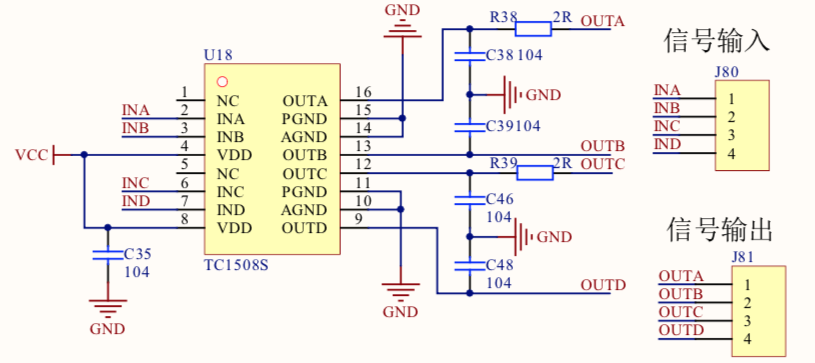 GND
R38 2R OUTA
信号输入
U18
C38 104
J80
1 NC OUTA 16
INA 2 INA PGND 15
INB 3 INB AGND 14
VCC 4 VDD OUTB 13
5 NC OUTC 12
INC 6 INC PGND 11
IND 7 IND AGND 10
8 VDD OUTD 9
TC1508S
GND
C39 104
OUTB
R39 2R OUTC
C46
104
GND
C48
104
OUTD
C35
104
GND
GND
INA 1
INB 2
INC 3
IND 4
信号输出
J81
OUTA 1
OUTB 2
OUTC 3
OUTD 4